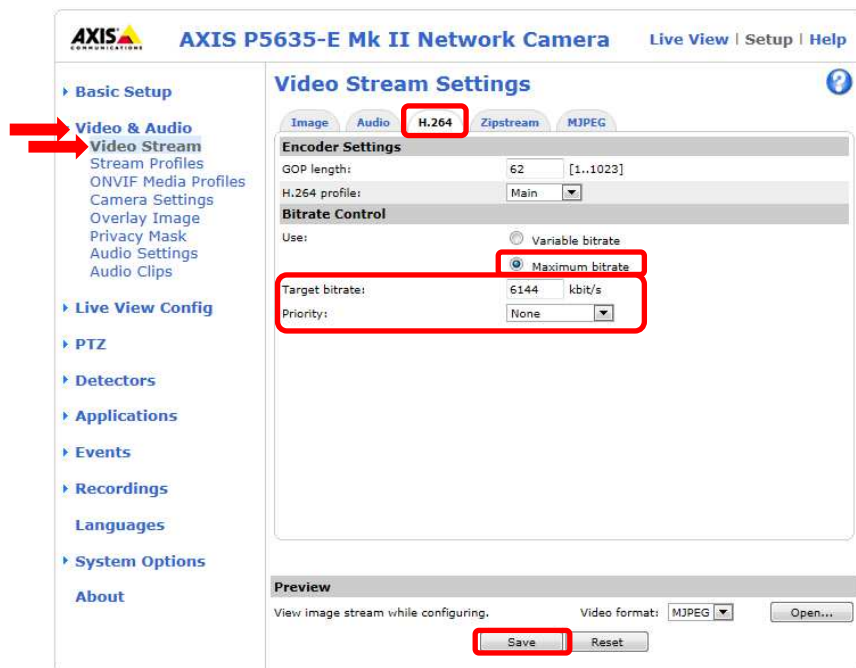 AXIS
COMMUNICATIONS
AXIS P5635-E Mk II Network Camera
Live View | Setup | Help
Basic Setup
Video & Audio
Video Stream
Stream Profiles
ONVIF Media Profiles
Camera Settings
Overlay Image
Privacy Mask
Audio Settings
Audio Clips
Live View Config
PTZ
Detectors
Applications
Events
Recordings
Languages
System Options
About
Video Stream Settings
?
Image
Audio
H.264
Zipstream
MJPEG
Encoder Settings
GOP length: 62 [1..1023]
H.264 profile: Main
Bitrate Control
Use: Variable bitrate
Maximum bitrate
Target bitrate: 6144 kbit/s
Priority: None
Preview
View image stream while configuring. Video format: MJPEG Open...
Save Reset